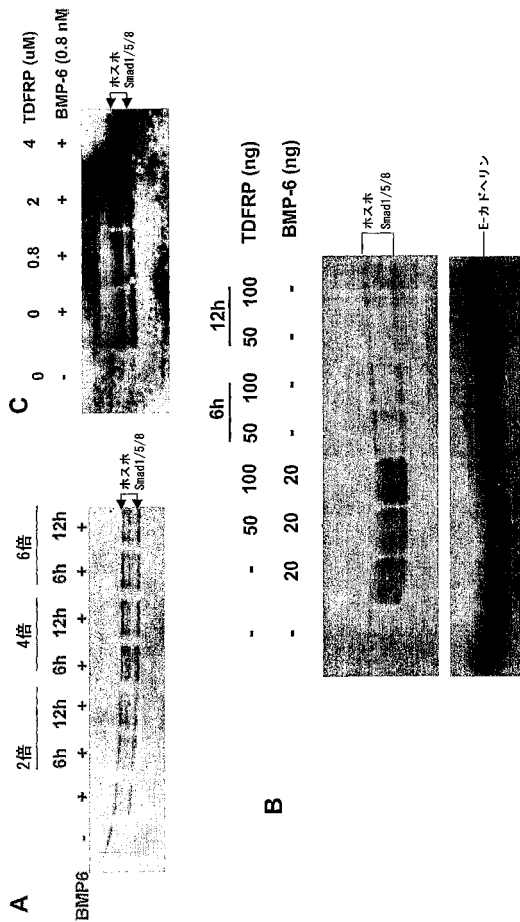 A
2倍 4倍 6倍
6h 12h 6h 12h 6h 12h
BMP6 - + + + + + + +
ホスホ
Smad1/5/8
C
0 0 0.8 2 4 TDFRP (uM)
- + + + + BMP-6 (0.8 nM)
ホスホ
Smad1/5/8
B
6h 12h
- - 50 100 50 100 50 100 TDFRP (ng)
- 20 20 20 - - - - BMP-6 (ng)
ホスホ
Smad1/5/8
E-カドヘリン